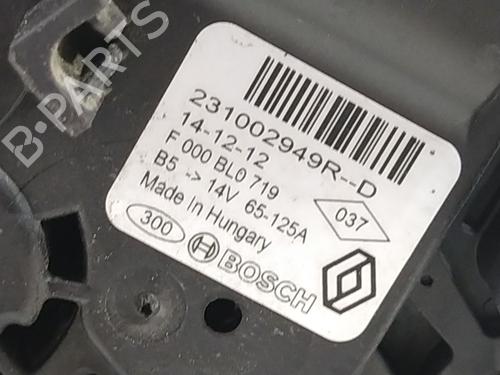 231002949R--D
14-12-12
F 000 BL0 719
B5 -> 14V 65-125A
Made in Hungary
037
300 BOSCH
B-PARTS